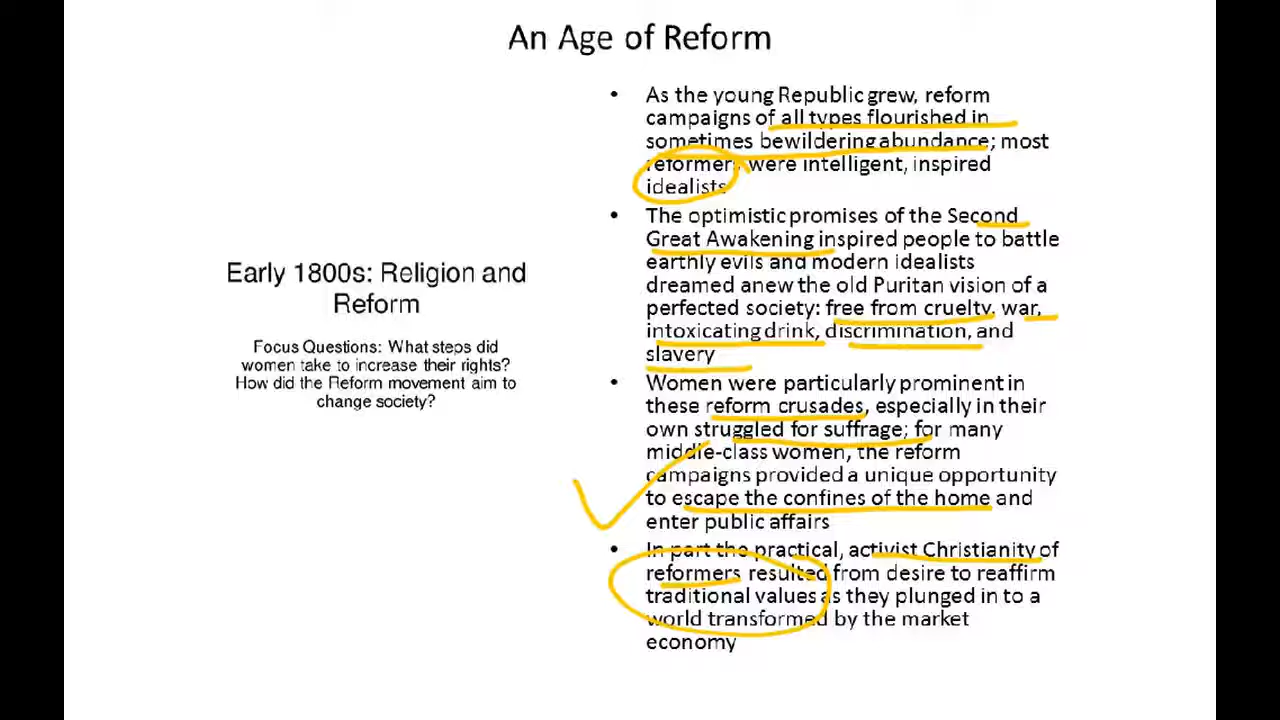 An Age of Reform
Early 1800s: Religion and
Reform
Focus Questions: What steps did
women take to increase their rights?
How did the Reform movement aim to
change society?
• As the young Republic grew, reform
campaigns of all types flourished in
sometimes bewildering abundance; most
reformers were intelligent, inspired
idealists
• The optimistic promises of the Second
Great Awakening inspired people to battle
earthly evils and modern idealists
dreamed anew the old Puritan vision of a
perfected society: free from cruelty, war,
intoxicating drink, discrimination, and
slavery
• Women were particularly prominent in
these reform crusades, especially in their
own struggled for suffrage; for many
middle-class women, the reform
campaigns provided a unique opportunity
to escape the confines of the home and
enter public affairs
• In part the practical, activist Christianity of
reformers resulted from desire to reaffirm
traditional values as they plunged in to a
world transformed by the market
economy